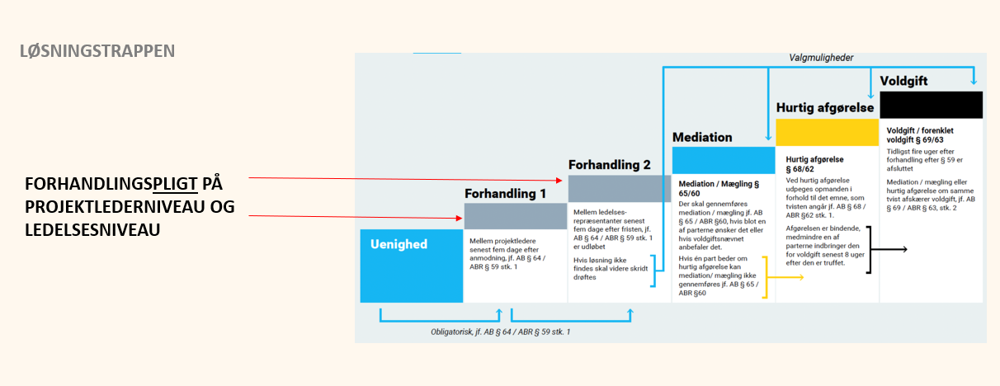 LØSNINGSTRAPPEN
FORHANDLINGSPLIGT PÅ
PROJEKTLEDERNIVEAU OG
LEDELSESNIVEAU
Valgmuligheder
Uenighed
Forhandling 1
Mellem projektledere
senest fem dage efter
anmodning, jf. AB § 64 /
ABR § 59 stk. 1
Forhandling 2
Mellem ledelses-
repræsentanter senest
fem dage efter fristen, jf.
AB § 64 / ABR § 59 stk. 1
er udløbet
Hvis løsning ikke
findes skal videre skridt
drøftes
Mediation
Mediation / Mægling §
65/60
Der skal gennemføres
mediation / mægling jf. AB
§ 65 / ABR §60, hvis blot en
af parterne ønsker det eller
hvis voldgiftsnævnet
anbefaler det.
Hvis én part beder om
hurtig afgørelse kan
mediation/ mægling ikke
gennemføres jf. AB § 65 /
ABR §60
Hurtig afgørelse
Hurtig afgørelse
§ 68/62
Ved hurtig afgørelse
udpeges opmanden i
forhold til det emne, som
tvisten angår jf. AB § 68 /
ABR §62 stk. 1.
Afgørelsen er bindende,
medmindre en af
parterne indbringer den
for voldgift senest 8 uger
efter den er truffet.
Voldgift
Voldgift / forenklet
voldgift § 69/63
Tidligst fire uger efter
forhandling efter § 59 er
afsluttet
Mediation / mægling eller
hurtig afgørelse om samme
tvist afskærer voldgift, jf. AB
§ 69 / ABR § 63, stk. 2
Obligatorisk, jf. AB § 64 / ABR § 59 stk. 1